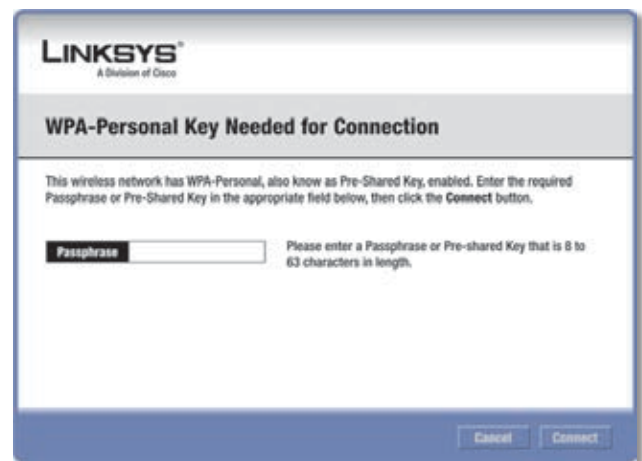 LINKSYS®
A Division of Cisco
WPA-Personal Key Needed for Connection
This wireless network has WPA-Personal, also know as Pre-Shared Key, enabled. Enter the required
Passphrase or Pre-Shared Key in the appropriate field below, then click the Connect button.
Passphrase
Please enter a Passphrase or Pre-shared Key that is 8 to
63 characters in length.
Cancel
Connect